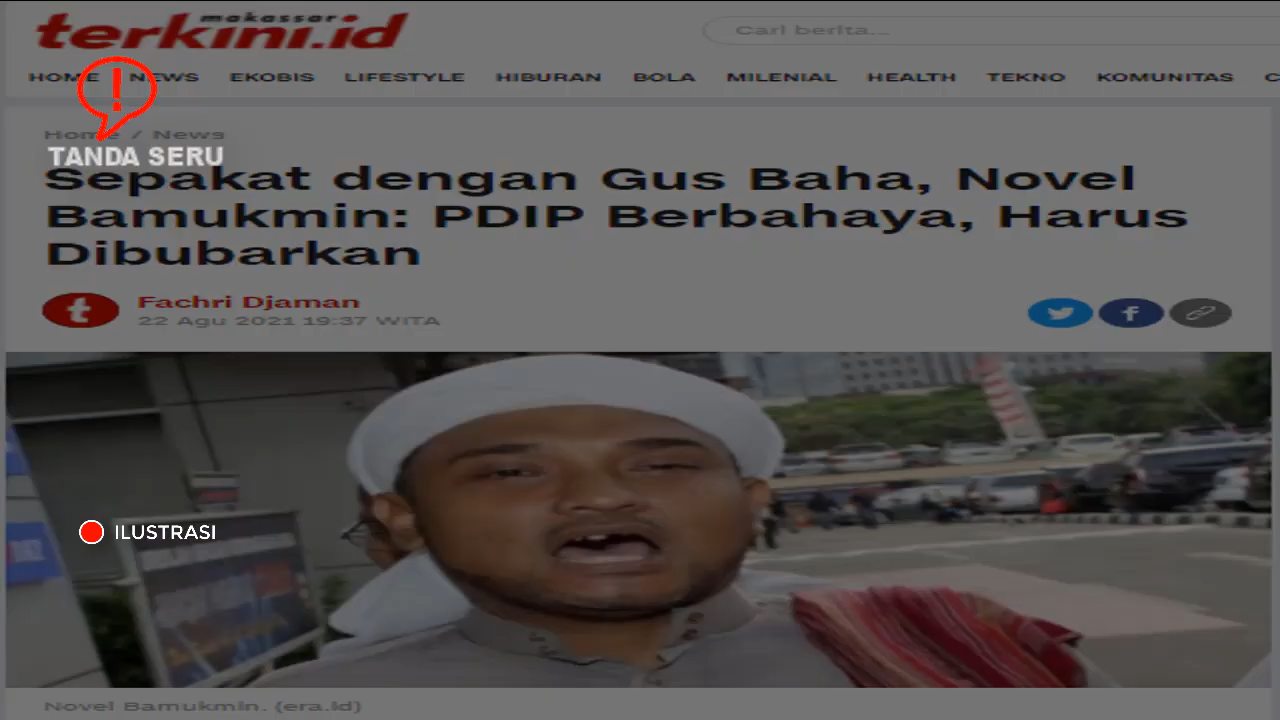 makassar
terkini.id
Cari berita...
HOME NEWS EKOBIS LIFESTYLE HIBURAN BOLA MILENIAL HEALTH TEKNO KOMUNITAS
Home / News
TANDA SERU
Sepakat dengan Gus Baha, Novel
Bamukmin: PDIP Berbahaya, Harus
Dibubarkan
Fachri Djaman
22 Agu 2021 19:37 WITA
ILUSTRASI
Novel Bamukmin. (era.id)